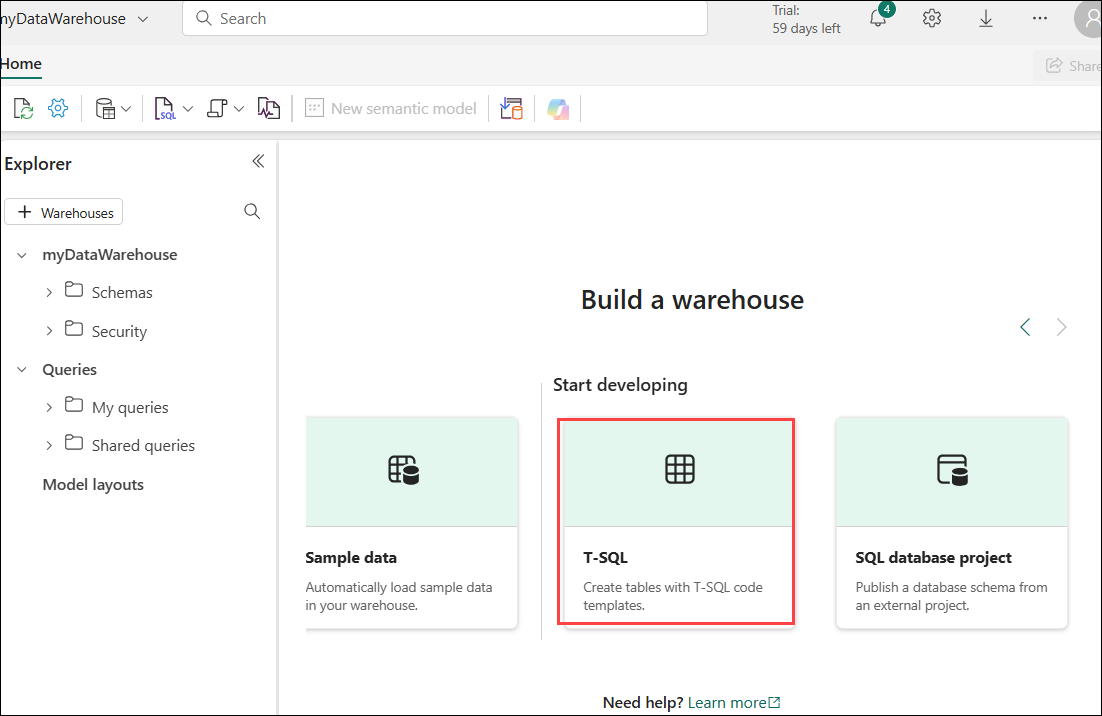 myDataWarehouse
Search
Trial:
59 days left
4
Home
Share
SQL
New semantic model
Explorer
Warehouses
myDataWarehouse
Schemas
Security
Queries
My queries
Shared queries
Model layouts
Build a warehouse
Start developing
Sample data
Automatically load sample data
in your warehouse.
T-SQL
Create tables with T-SQL code
templates.
SQL database project
Publish a database schema from
an external project.
Need help? Learn more